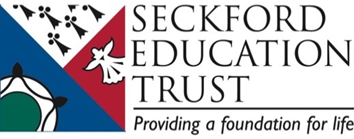 SECKFORD
EDUCATION
TRUST
Providing a foundation for life